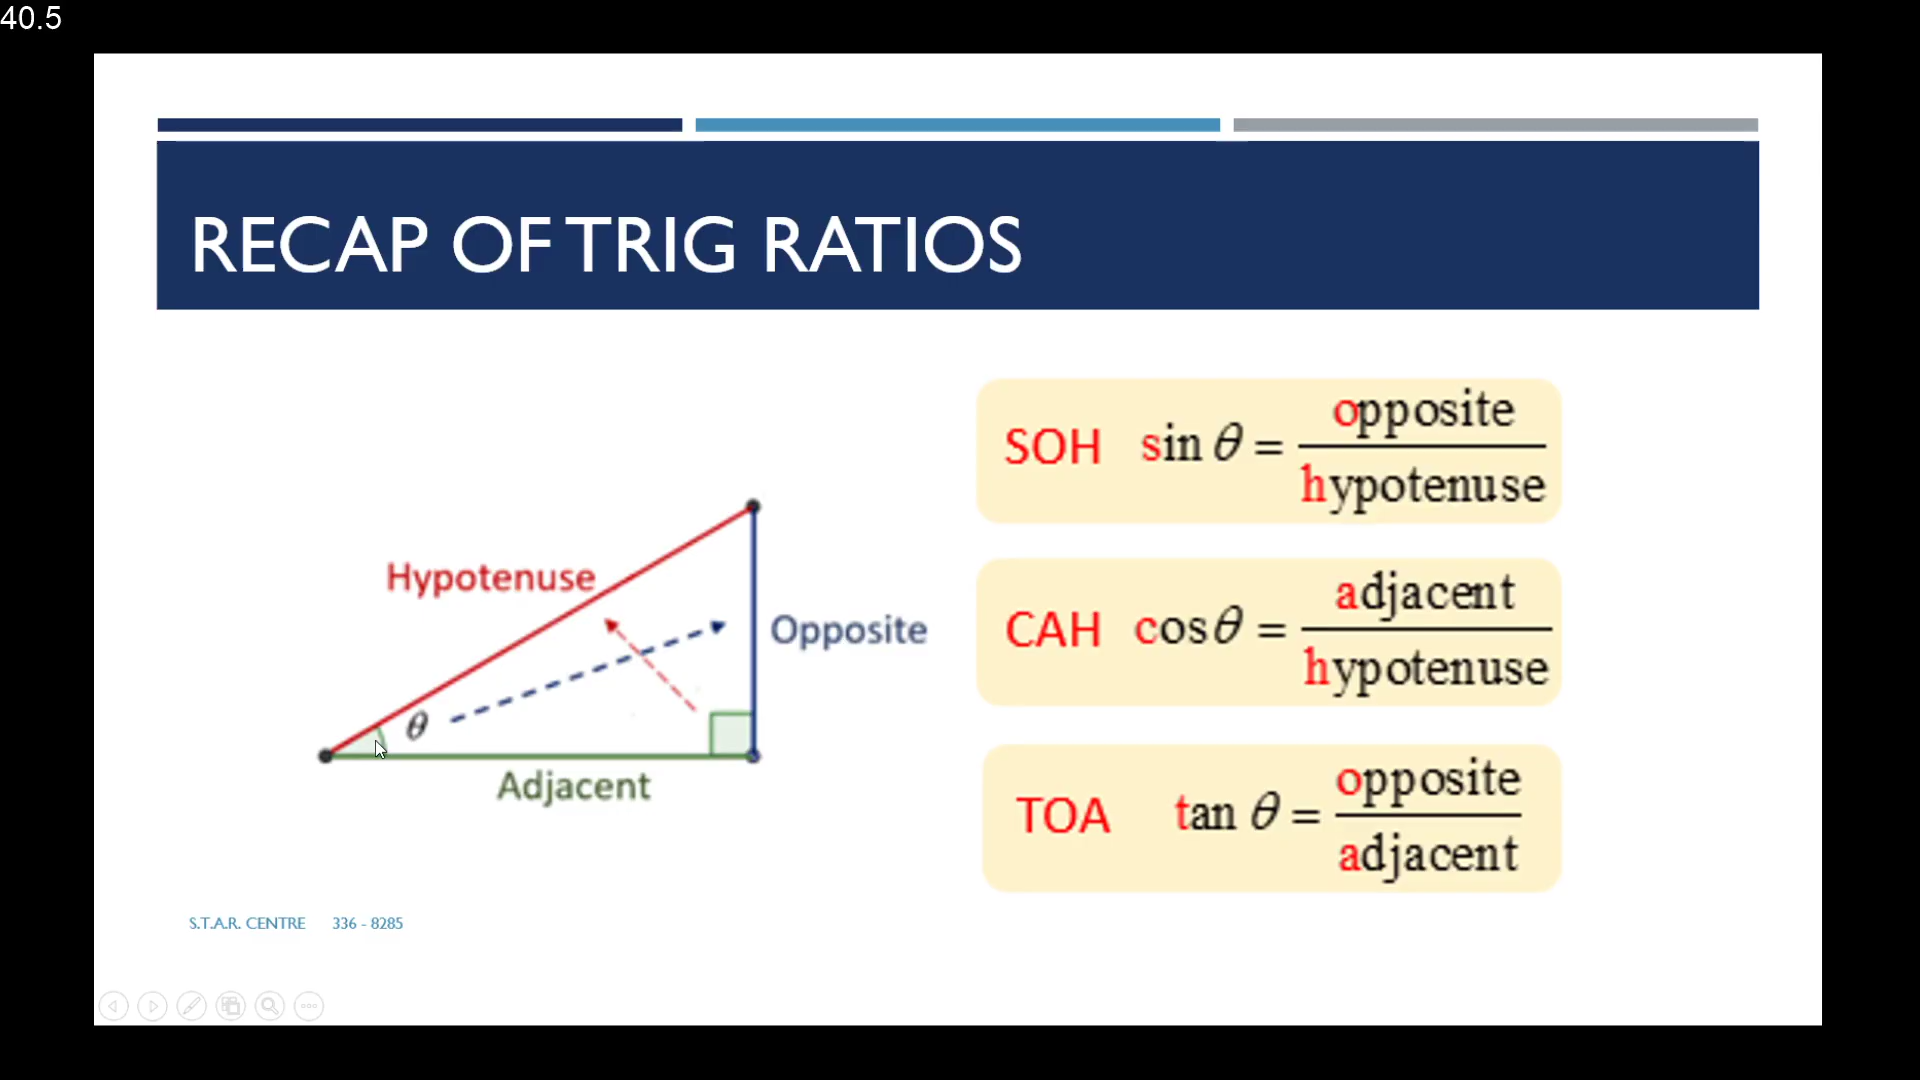 40.5
RECAP OF TRIG RATIOS
Hypotenuse
Opposite
θ
Adjacent
SOH sin θ = opposite / hypotenuse
CAH cos θ = adjacent / hypotenuse
TOA tan θ = opposite / adjacent
S.T.A.R. CENTRE 336 - 8285